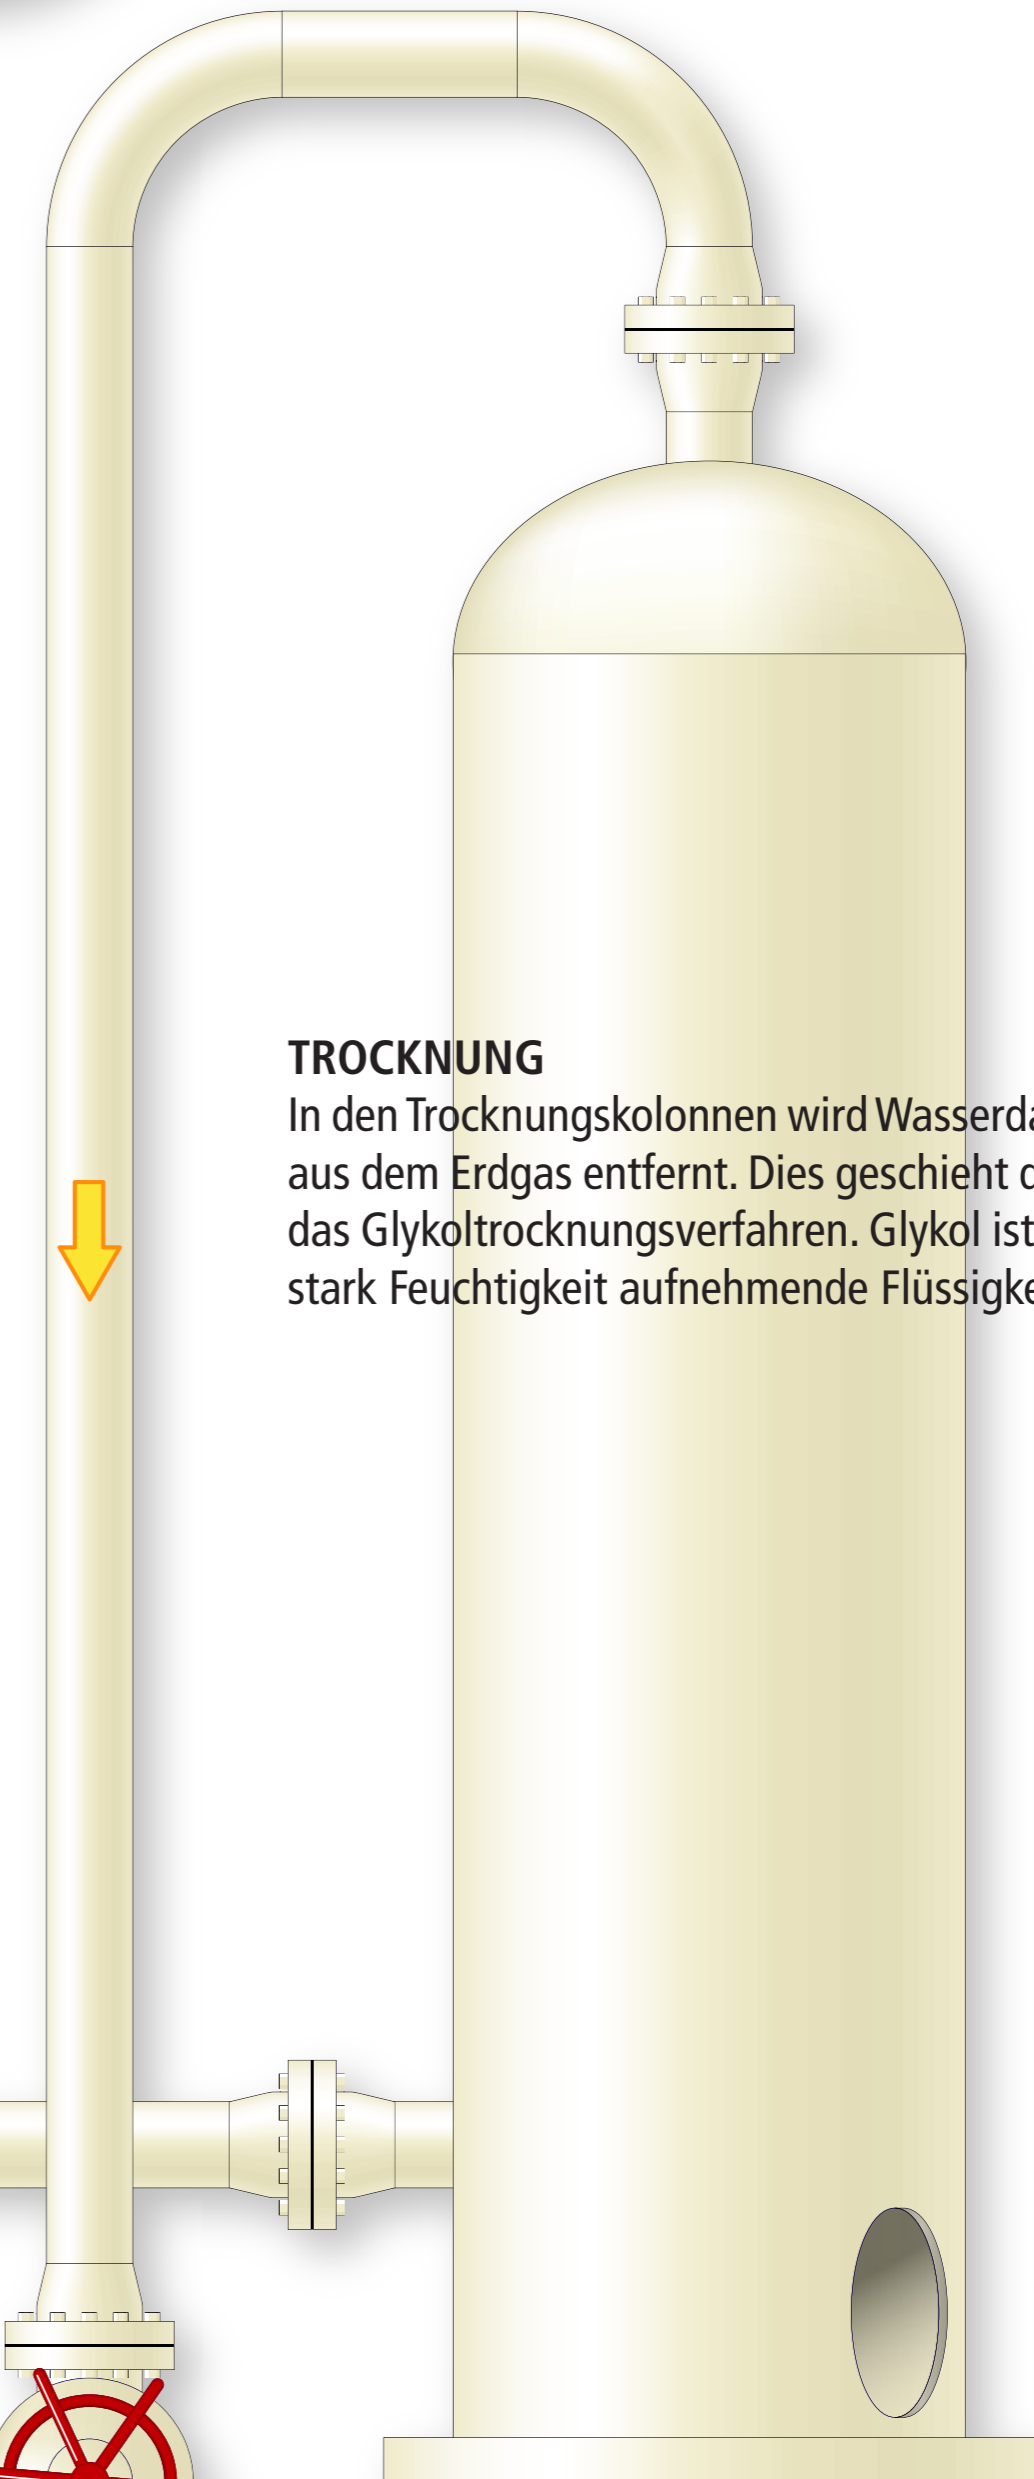 TROCKNUNG
In den Trocknungskolonnen wird Wasserda
aus dem Erdgas entfernt. Dies geschieht d
das Glykoltrocknungsverfahren. Glykol ist
stark Feuchtigkeit aufnehmende Flüssigke